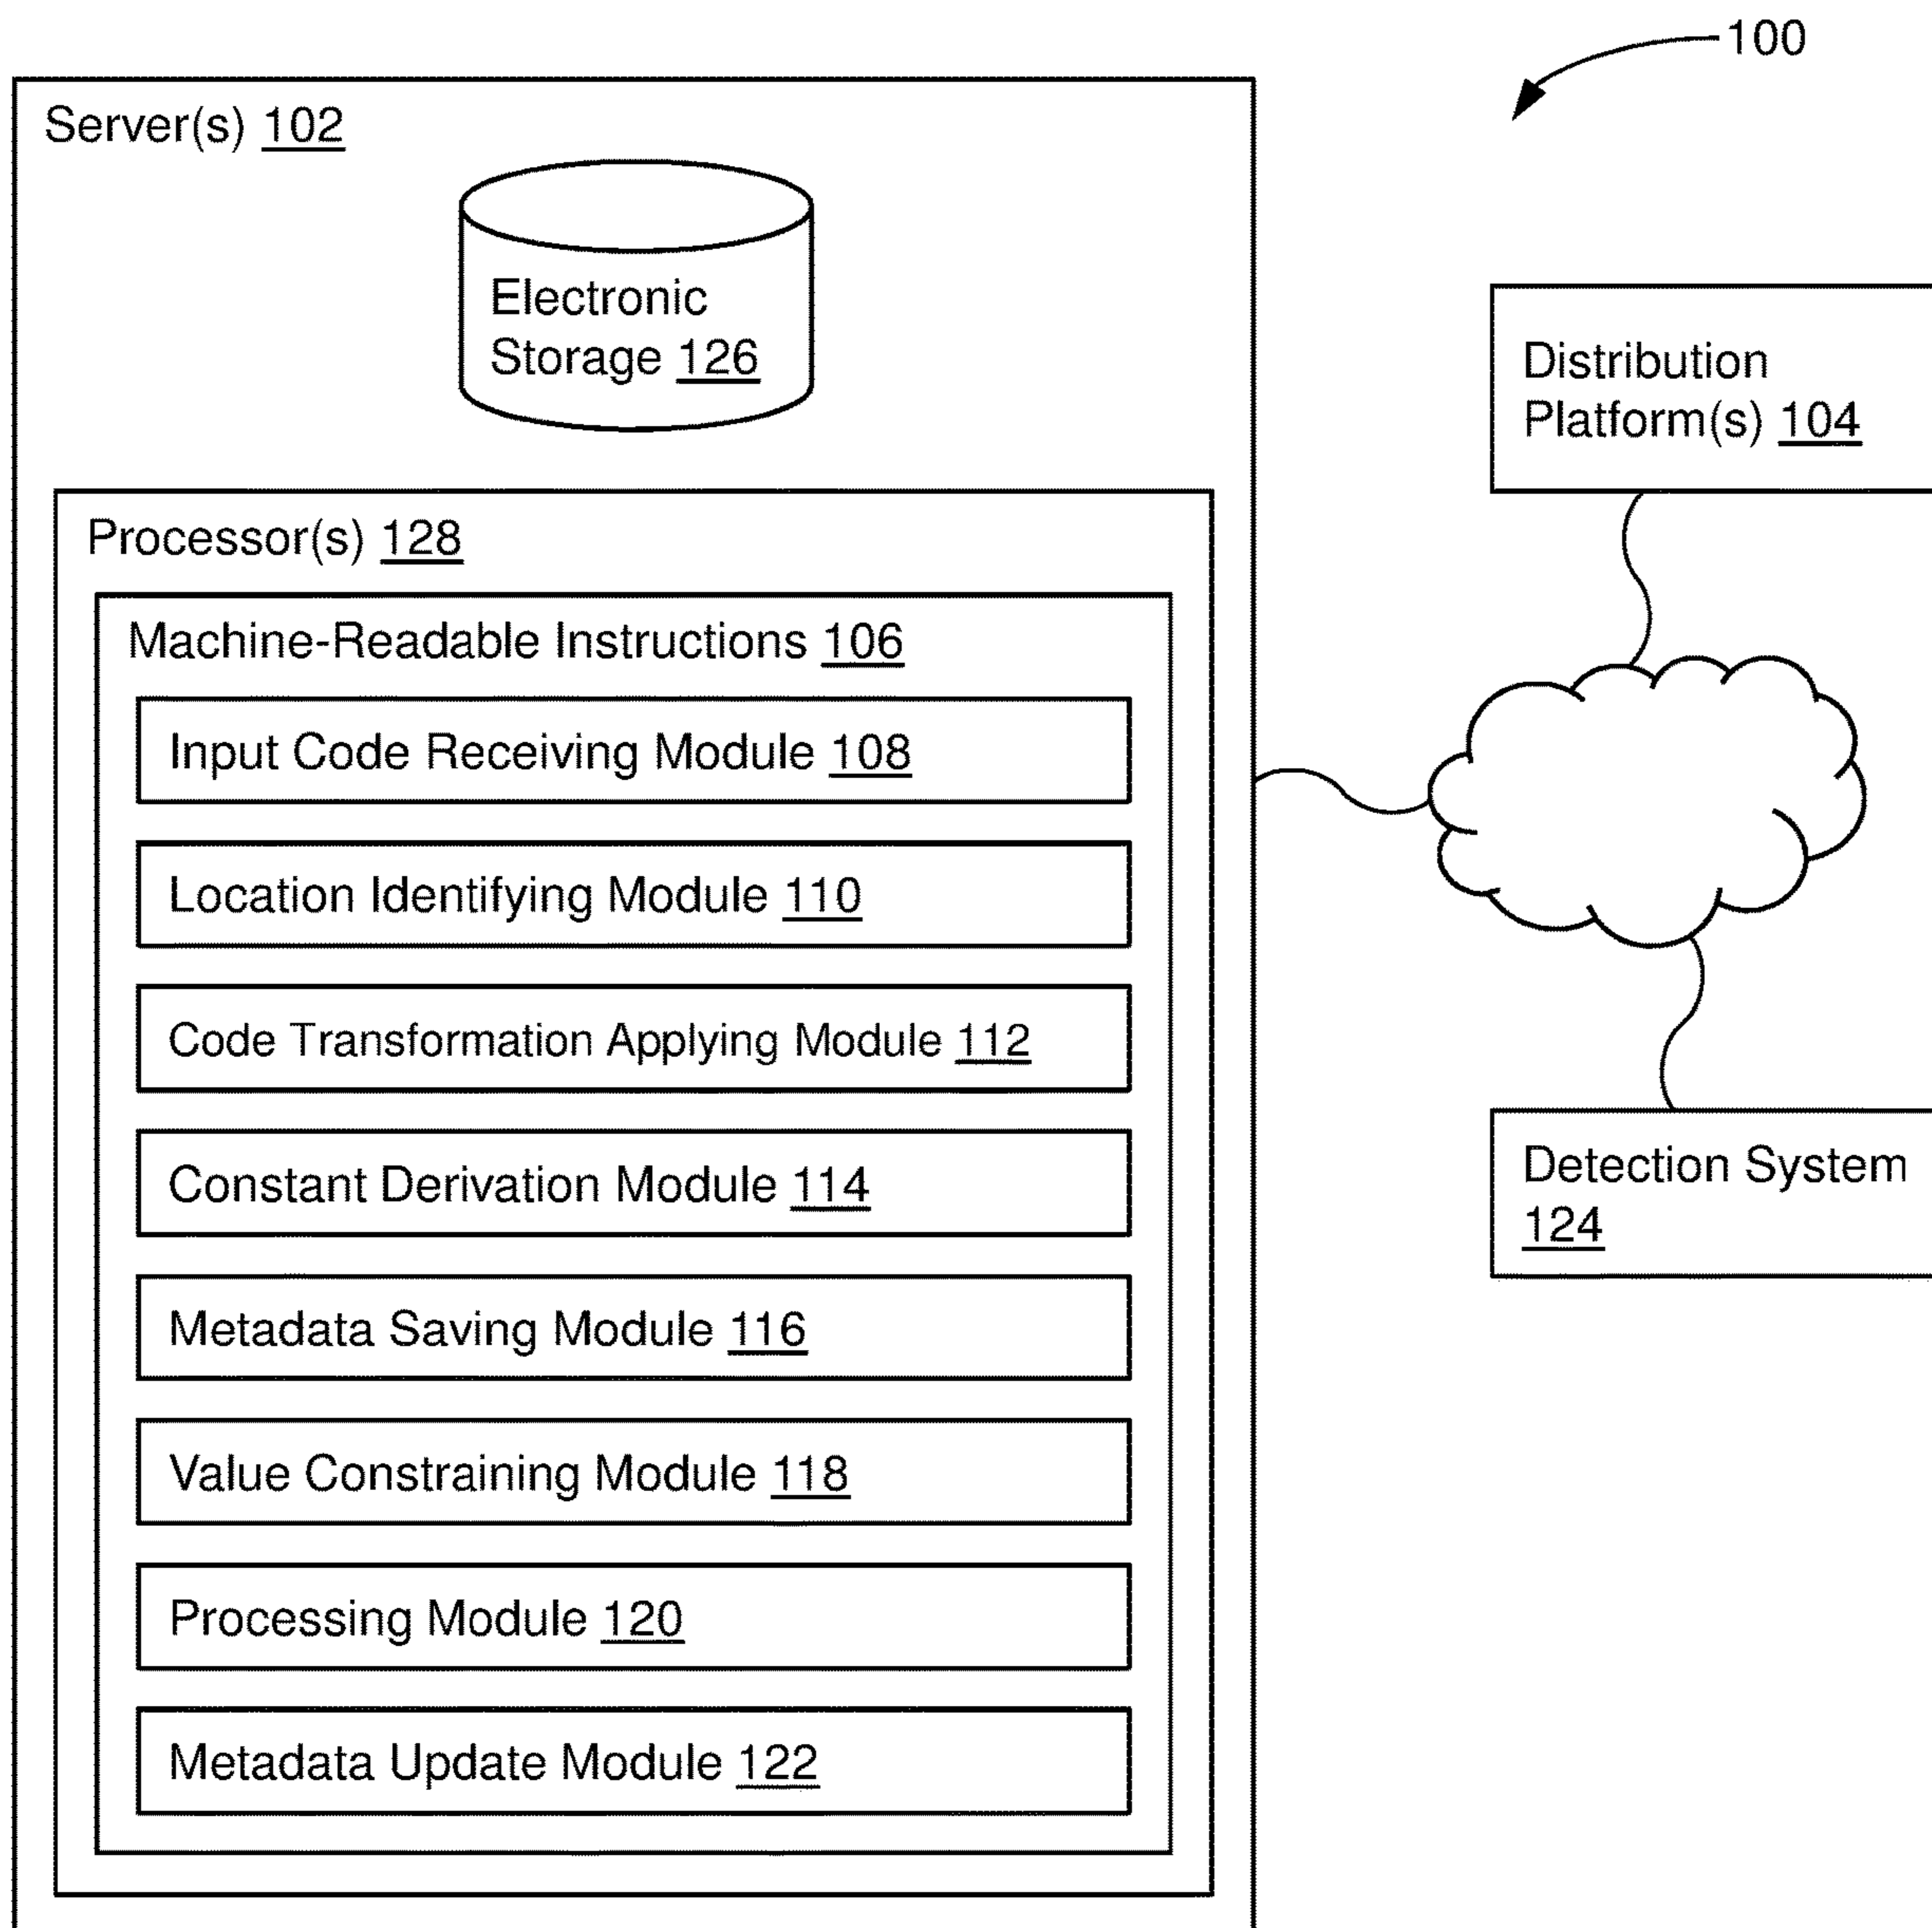 100
Server(s) 102
Electronic
Storage 126
Distribution
Platform(s) 104
Processor(s) 128
Machine-Readable Instructions 106
Input Code Receiving Module 108
Location Identifying Module 110
Code Transformation Applying Module 112
Constant Derivation Module 114
Detection System
124
Metadata Saving Module 116
Value Constraining Module 118
Processing Module 120
Metadata Update Module 122